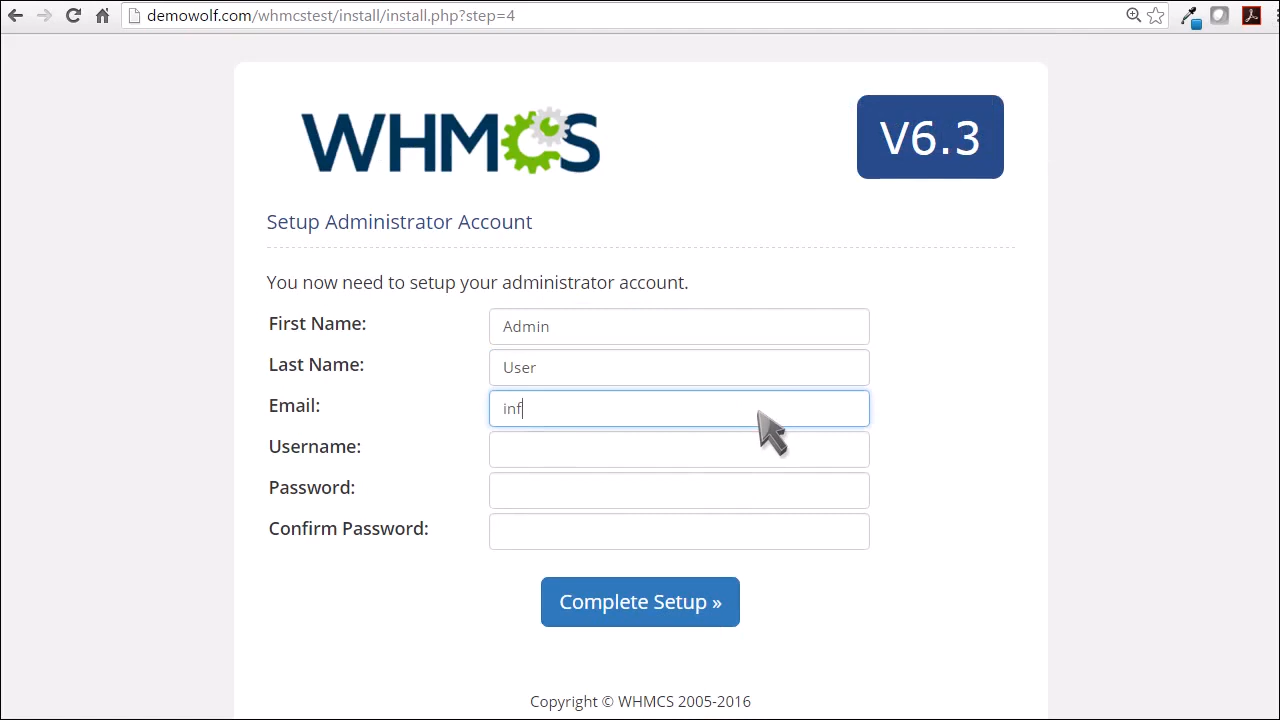 demowolf.com/whmcstest/install/install.php?step=4
WHMCS
V6.3
Setup Administrator Account
You now need to setup your administrator account.
First Name:
Admin
Last Name:
User
Email:
inf
Username:
Password:
Confirm Password:
Complete Setup »
Copyright © WHMCS 2005-2016